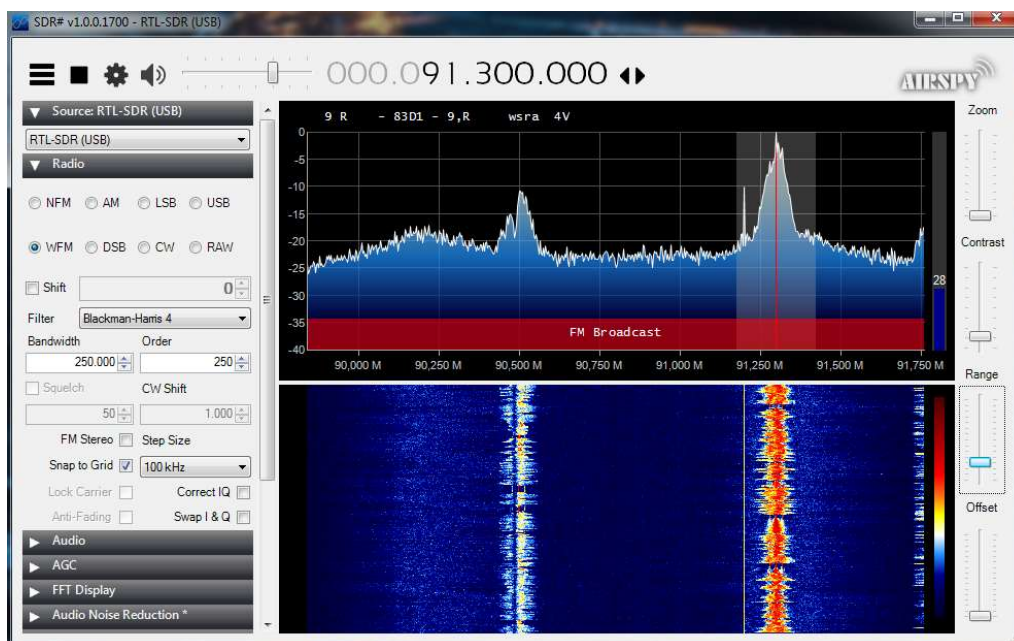 SDR# v1.0.0.1700 - RTL-SDR (USB)
000.091.300.000
AIRSPY
Source: RTL-SDR (USB)
RTL-SDR (USB)
Radio
NFM AM LSB USB
WFM DSB CW RAW
Shift 0
Filter Blackman-Harris 4
Bandwidth Order
250.000 250
Squelch CW Shift
50 1.000
FM Stereo Step Size
Snap to Grid 100 kHz
Lock Carrier Correct IQ
Anti-Fading Swap I & Q
Audio
AGC
FFT Display
Audio Noise Reduction *
9 R - 83D1 - 9,R wsra 4V
0
-5
-10
-15
-20
-25
-30
-35
-40
FM Broadcast
90,000 M 90,250 M 90,500 M 90,750 M 91,000 M 91,250 M 91,500 M 91,750 M
28
Zoom
Contrast
Range
Offset